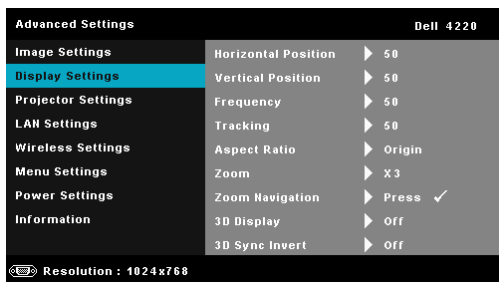 Advanced Settings Dell 4220
Image Settings Horizontal Position 50
Display Settings Vertical Position 50
Projector Settings Frequency 50
LAN Settings Tracking 50
Wireless Settings Aspect Ratio Origin
Menu Settings Zoom X3
Power Settings Zoom Navigation Press ✓
Information 3D Display Off
3D Sync Invert Off
Resolution : 1024x768